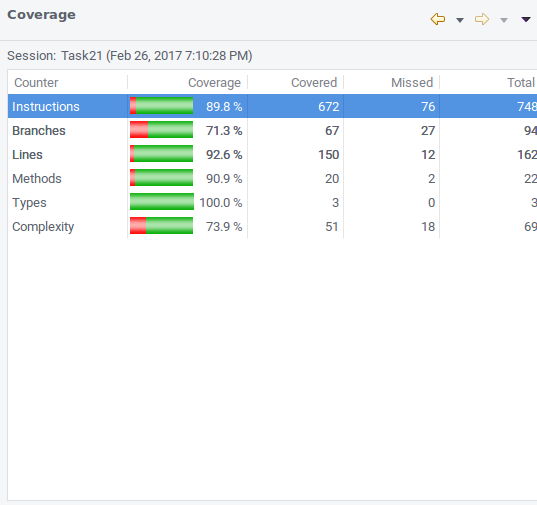 Coverage
Session: Task21 (Feb 26, 2017 7:10:28 PM)
Counter Coverage Covered Missed Total
Instructions 89.8 % 672 76 748
Branches 71.3 % 67 27 94
Lines 92.6 % 150 12 162
Methods 90.9 % 20 2 22
Types 100.0 % 3 0 3
Complexity 73.9 % 51 18 69